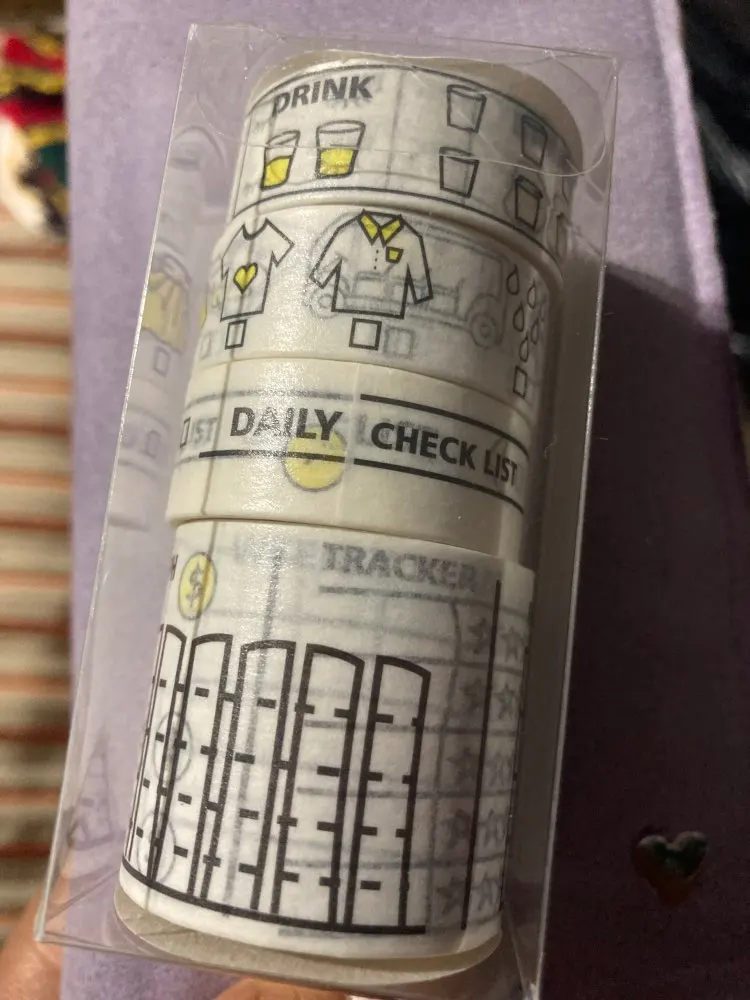 DRINK
DAILY CHECK LIST
$
TRACKER